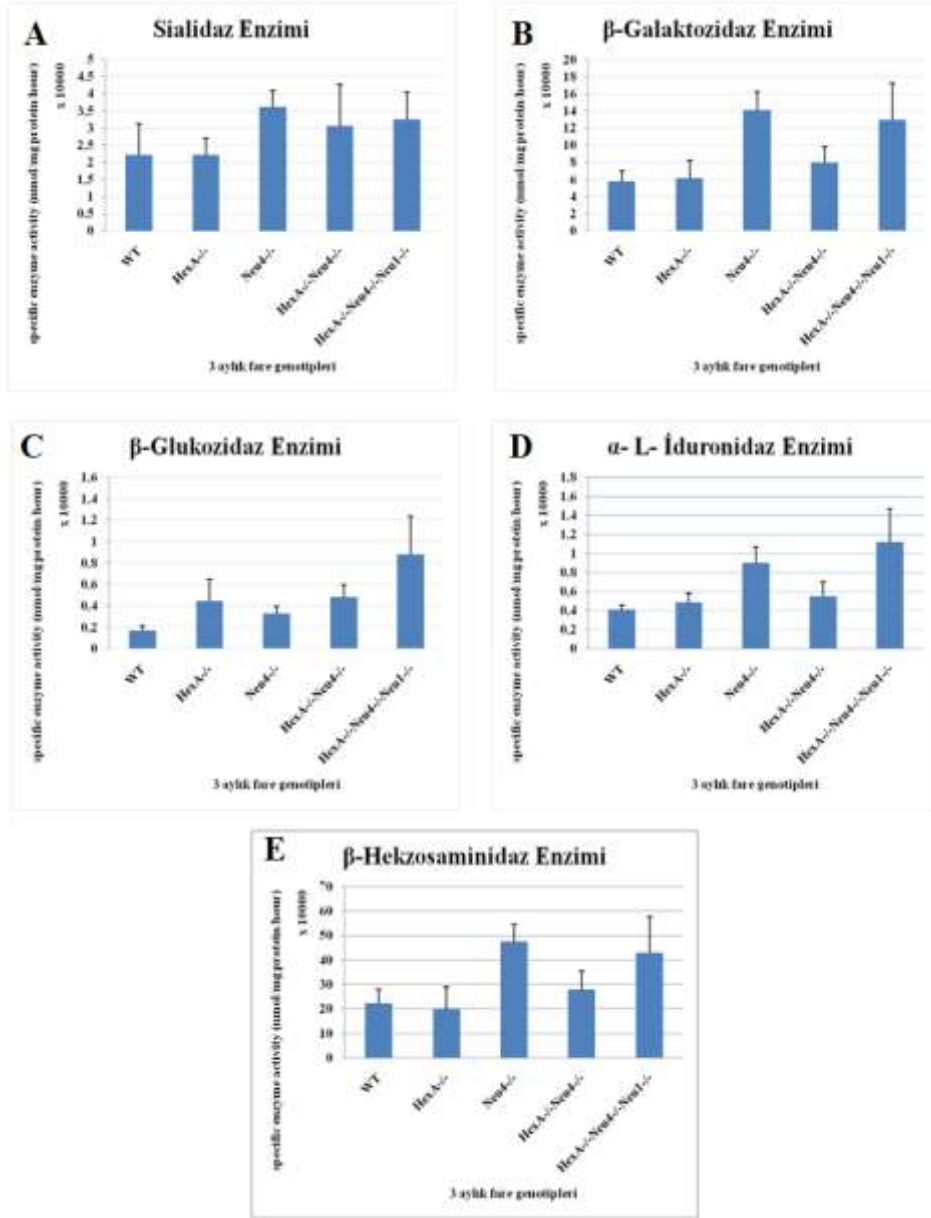 A
Sialidaz Enzimi
specific enzyme activity (nmol/mg protein/hour)
x 10000
5
4.5
4
3.5
3
2.5
2
1.5
1
0.5
0
WT
HexA-/-
Neu4-/-
HexA-/-Neu4-/-
HexA-/-Neu4-/-Neu1-/-
3 aylık fare genotipleri
B
β-Galaktozidaz Enzimi
specific enzyme activity (nmol/mg protein/hour)
x 10000
20
18
16
14
12
10
8
6
4
2
0
WT
HexA-/-
Neu4-/-
HexA-/-Neu4-/-
HexA-/-Neu4-/-Neu1-/-
3 aylık fare genotipleri
C
β-Glukozidaz Enzimi
specific enzyme activity (nmol/mg protein/hour)
x 10000
1.6
1.4
1.2
1
0.8
0.6
0.4
0.2
0
WT
HexA-/-
Neu4-/-
HexA-/-Neu4-/-
HexA-/-Neu4-/-Neu1-/-
3 aylık fare genotipleri
D
α- L- İduronidaz Enzimi
specific enzyme activity (nmol/mg protein/hour)
x 10000
1.8
1.6
1.4
1.2
1
0.8
0.6
0.4
0.2
0
WT
HexA-/-
Neu4-/-
HexA-/-Neu4-/-
HexA-/-Neu4-/-Neu1-/-
3 aylık fare genotipleri
E
β-Hekzosaminidaz Enzimi
specific enzyme activity (nmol/mg protein/hour)
x 10000
70
60
50
40
30
20
10
0
WT
HexA-/-
Neu4-/-
HexA-/-Neu4-/-
HexA-/-Neu4-/-Neu1-/-
3 aylık fare genotipleri